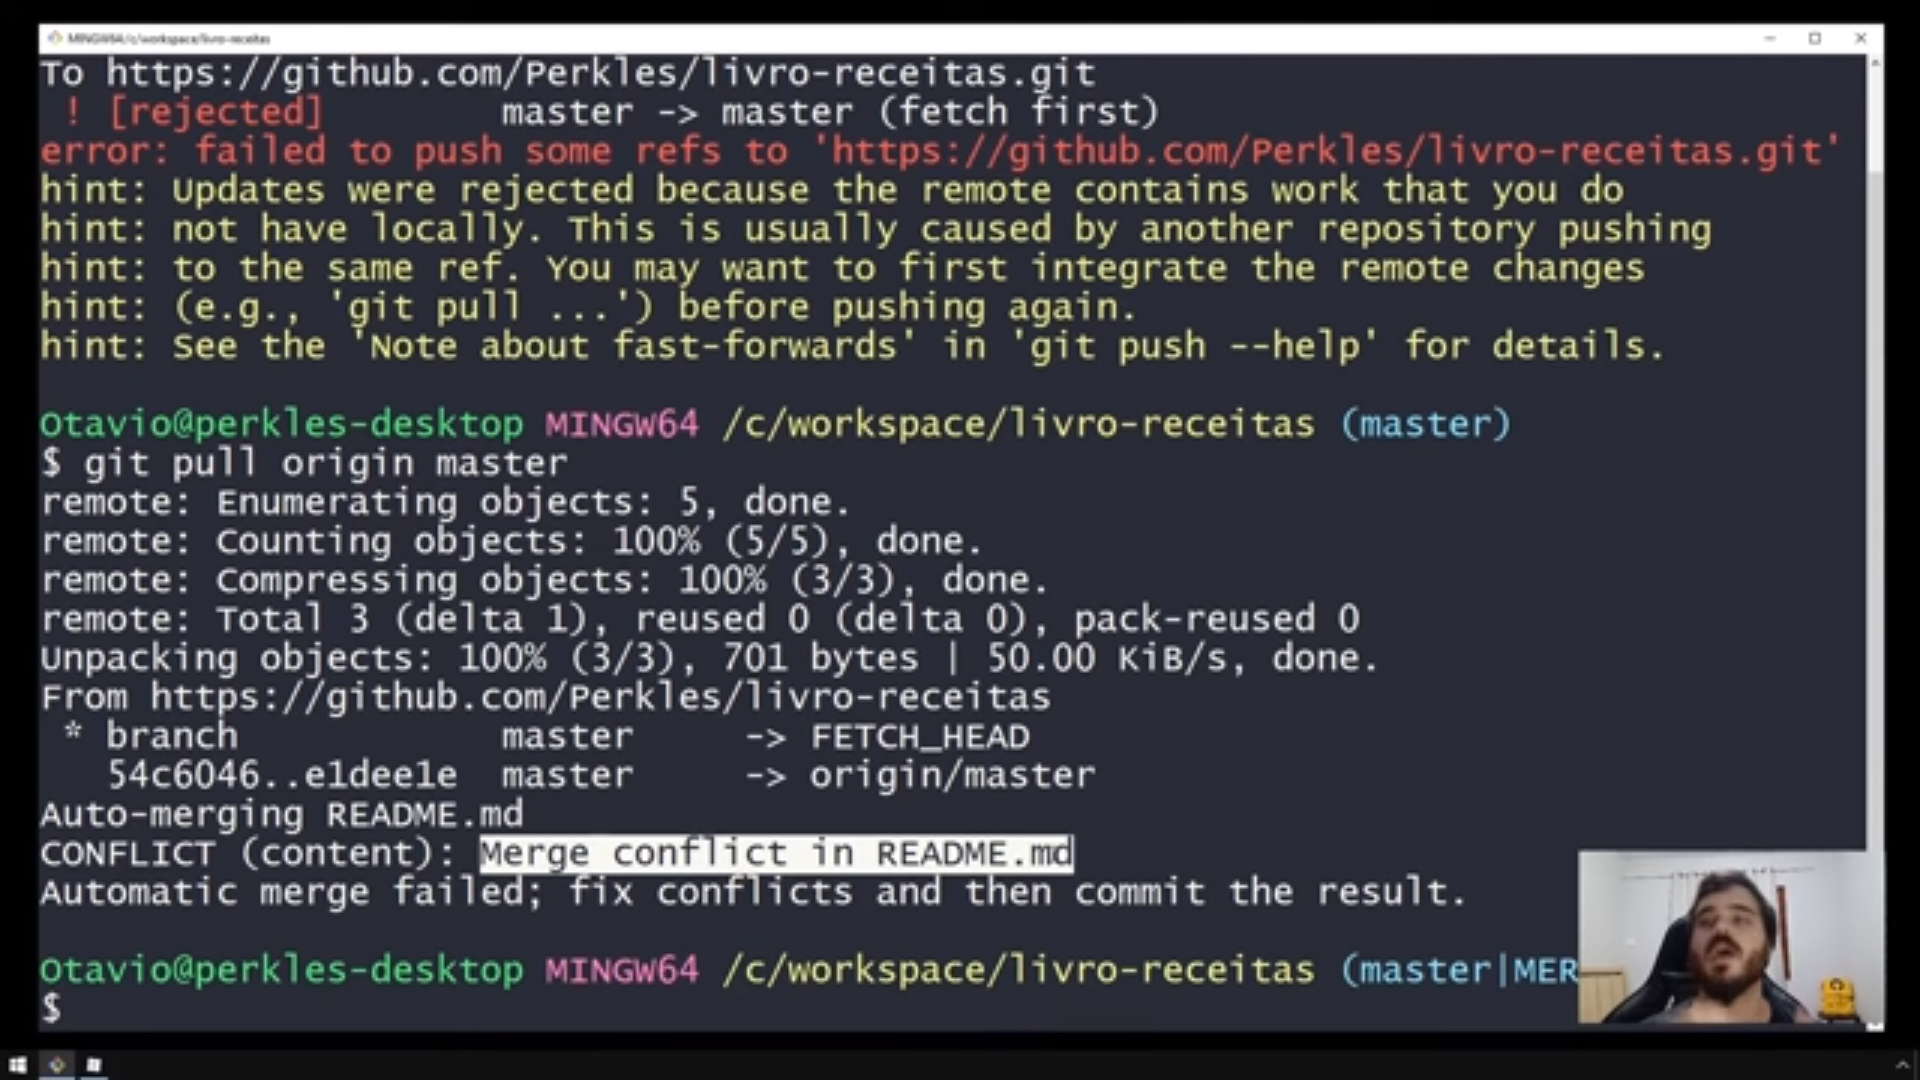 MINGW64:/c/workspace/livro-receitas
To https://github.com/Perkles/livro-receitas.git
! [rejected] master -> master (fetch first)
error: failed to push some refs to 'https://github.com/Perkles/livro-receitas.git'
hint: Updates were rejected because the remote contains work that you do
hint: not have locally. This is usually caused by another repository pushing
hint: to the same ref. You may want to first integrate the remote changes
hint: (e.g., 'git pull ...') before pushing again.
hint: See the 'Note about fast-forwards' in 'git push --help' for details.
Otavio@perkles-desktop MINGW64 /c/workspace/livro-receitas (master)
$ git pull origin master
remote: Enumerating objects: 5, done.
remote: Counting objects: 100% (5/5), done.
remote: Compressing objects: 100% (3/3), done.
remote: Total 3 (delta 1), reused 0 (delta 0), pack-reused 0
Unpacking objects: 100% (3/3), 701 bytes | 50.00 KiB/s, done.
From https://github.com/Perkles/livro-receitas
* branch master -> FETCH_HEAD
54c6046..e1dee1e master -> origin/master
Auto-merging README.md
CONFLICT (content): Merge conflict in README.md
Automatic merge failed; fix conflicts and then commit the result.
Otavio@perkles-desktop MINGW64 /c/workspace/livro-receitas (master|MER
$